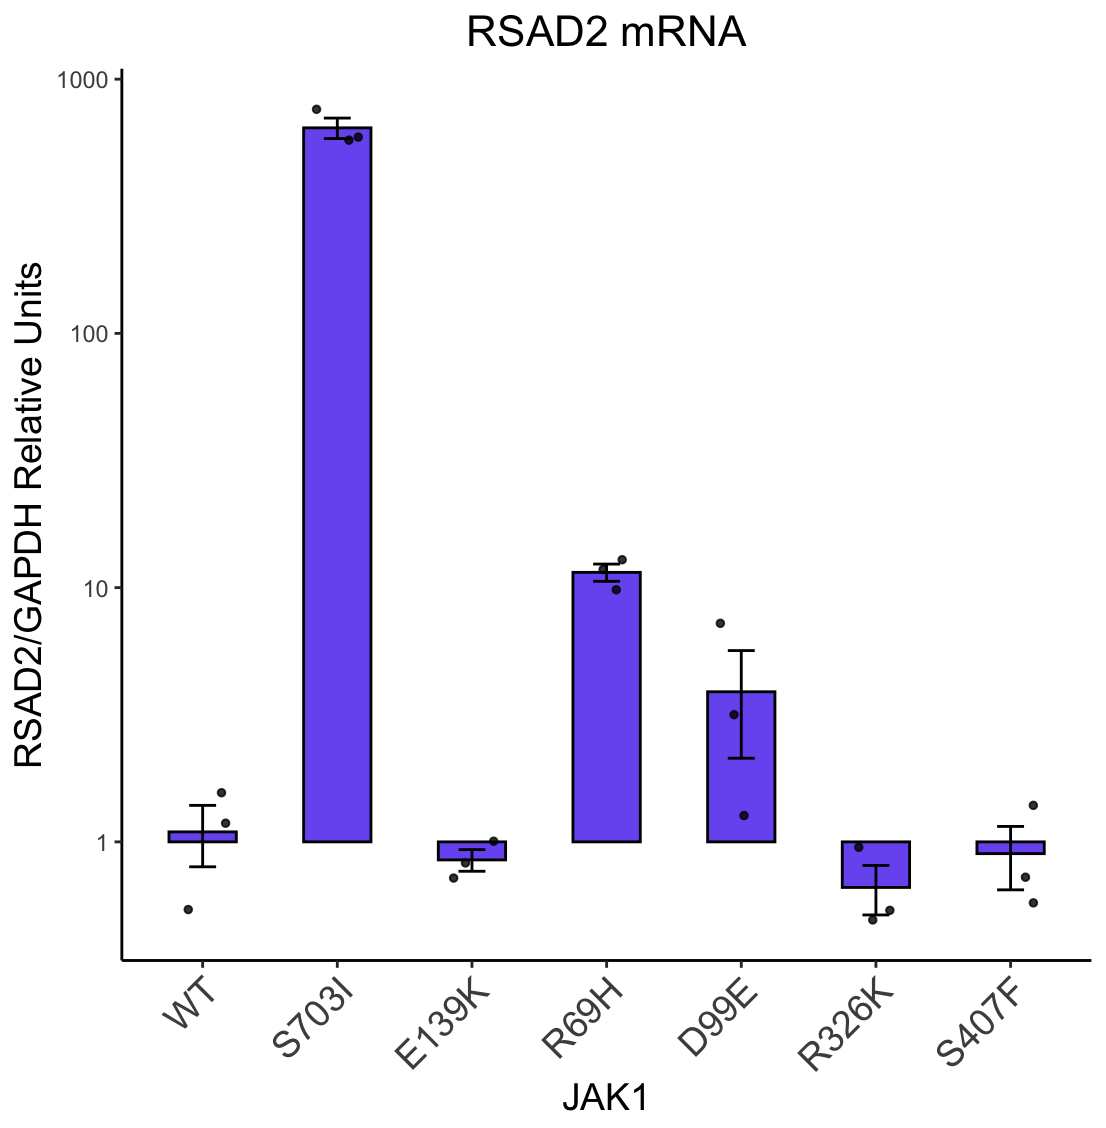 RSAD2 mRNA
RSAD2/GAPDH Relative Units
1000
100
10
1
WT
S703I
E139K
R69H
D99E
R326K
S407F
JAK1